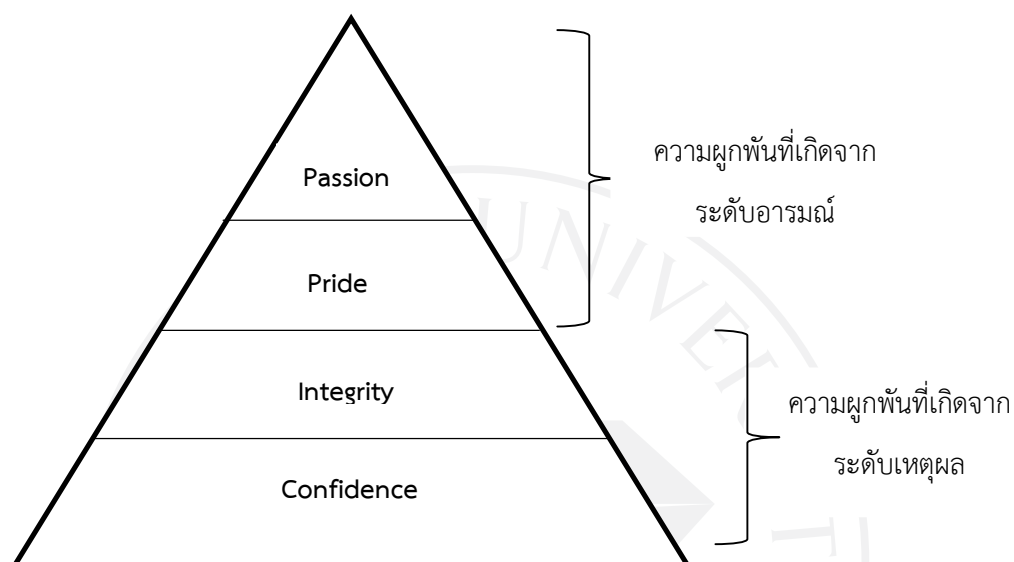 Passion
Pride
Integrity
Confidence
ความผูกพันที่เกิดจาก
ระดับอารมณ์
ความผูกพันที่เกิดจาก
ระดับเหตุผล